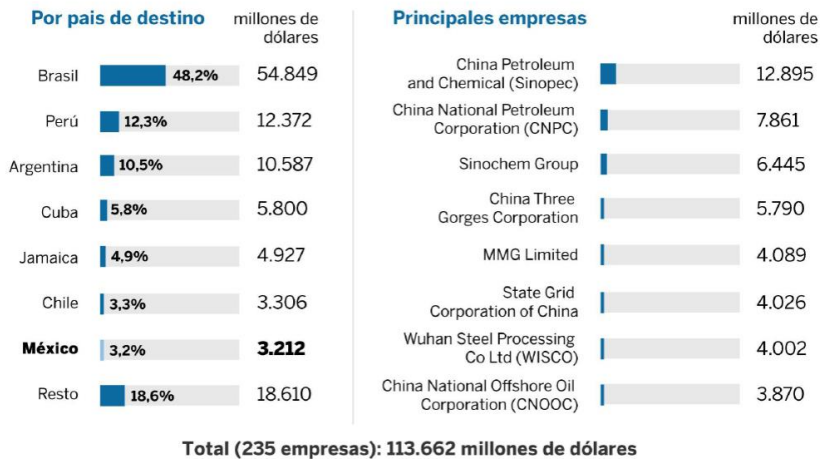 Por pais de destino
millones de
dólares
Brasil 48,2% 54.849
Perú 12,3% 12.372
Argentina 10,5% 10.587
Cuba 5,8% 5.800
Jamaica 4,9% 4.927
Chile 3,3% 3.306
México 3,2% 3.212
Resto 18,6% 18.610
Principales empresas
millones de
dólares
China Petroleum
and Chemical (Sinopec) 12.895
China National Petroleum
Corporation (CNPC) 7.861
Sinochem Group 6.445
China Three
Gorges Corporation 5.790
MMG Limited 4.089
State Grid
Corporation of China 4.026
Wuhan Steel Processing
Co Ltd (WISCO) 4.002
China National Offshore Oil
Corporation (CNOOC) 3.870
Total (235 empresas): 113.662 millones de dólares